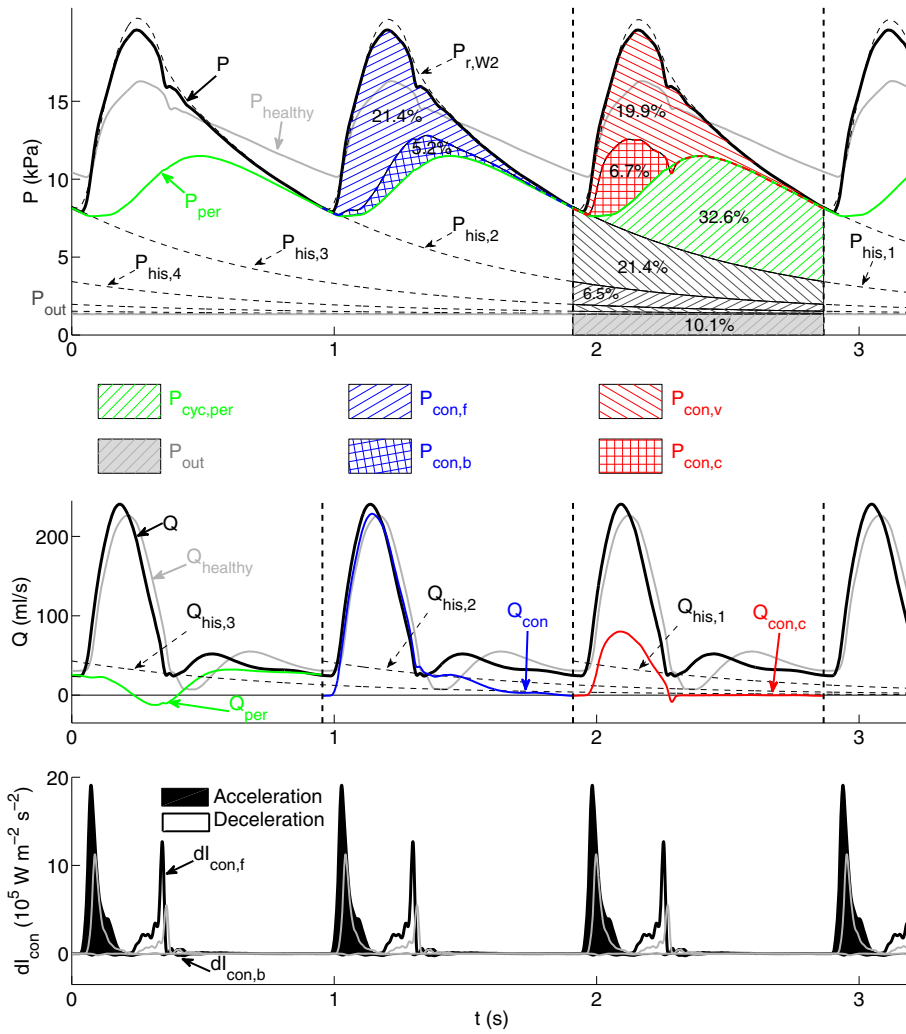 P
P_r,W2
P_healthy
21.4%
19.9%
5.2%
6.7%
P_per
32.6%
P_his,4
P_his,3
P_his,2
P_his,1
21.4%
6.5%
10.1%
P_out
P (kPa)
15
10
5
0
0 1 2 3
P_cyc,per P_con,f P_con,v
P_out P_con,b P_con,c
Q
Q_healthy
Q_his,3
Q_his,2
Q_con
Q_his,1
Q_con,c
Q_per
Q (ml/s)
200
100
0
0 1 2 3
Acceleration
Deceleration
dI_con,f
dI_con,b
dI_con (10^5 W m^−2 s^−2)
20
10
0
0 1 2 3
t (s)